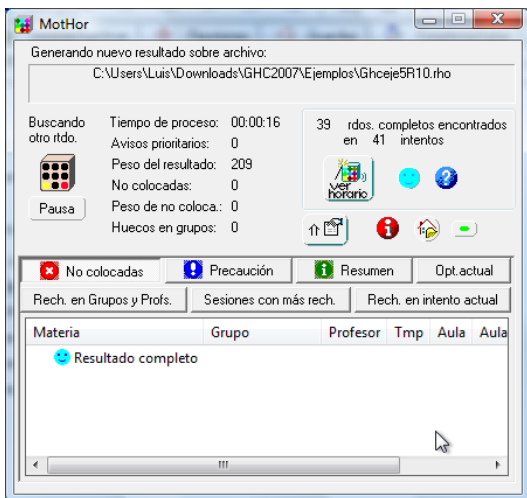 MotHor
Generando nuevo resultado sobre archivo:
C:\Users\Luis\Downloads\GHC2007\Ejemplos\Ghceje5R10.rho
Buscando
otro rtdo.
Pausa
Tiempo de proceso: 00:00:16
Avisos prioritarios: 0
Peso del resultado: 209
No colocadas: 0
Peso de no coloca.: 0
Huecos en grupos: 0
39 rdos. completos encontrados
en 41 intentos
ver
horario
No colocadas Precaución Resumen Opt.actual
Rech. en Grupos y Profs. Sesiones con más rech. Rech. en intento actual
Materia Grupo Profesor Tmp Aula Aula
Resultado completo